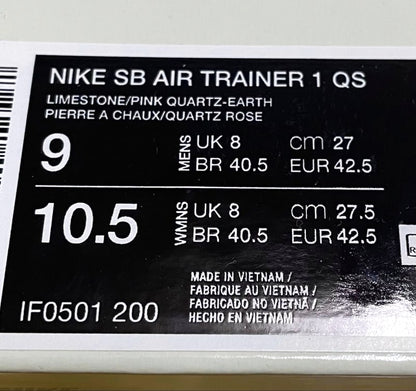 NIKE SB AIR TRAINER 1 QS
LIMESTONE/PINK QUARTZ-EARTH
PIERRE A CHAUX/QUARTZ ROSE
9 MENS UK 8 cm 27
BR 40.5 EUR 42.5
10.5 WMNS UK 8 cm 27.5
BR 40.5 EUR 42.5
MADE IN VIETNAM /
FABRIQUE AU VIETNAM /
FABRICADO NO VIETNÃ /
HECHO EN VIETNAM.
IF0501 200